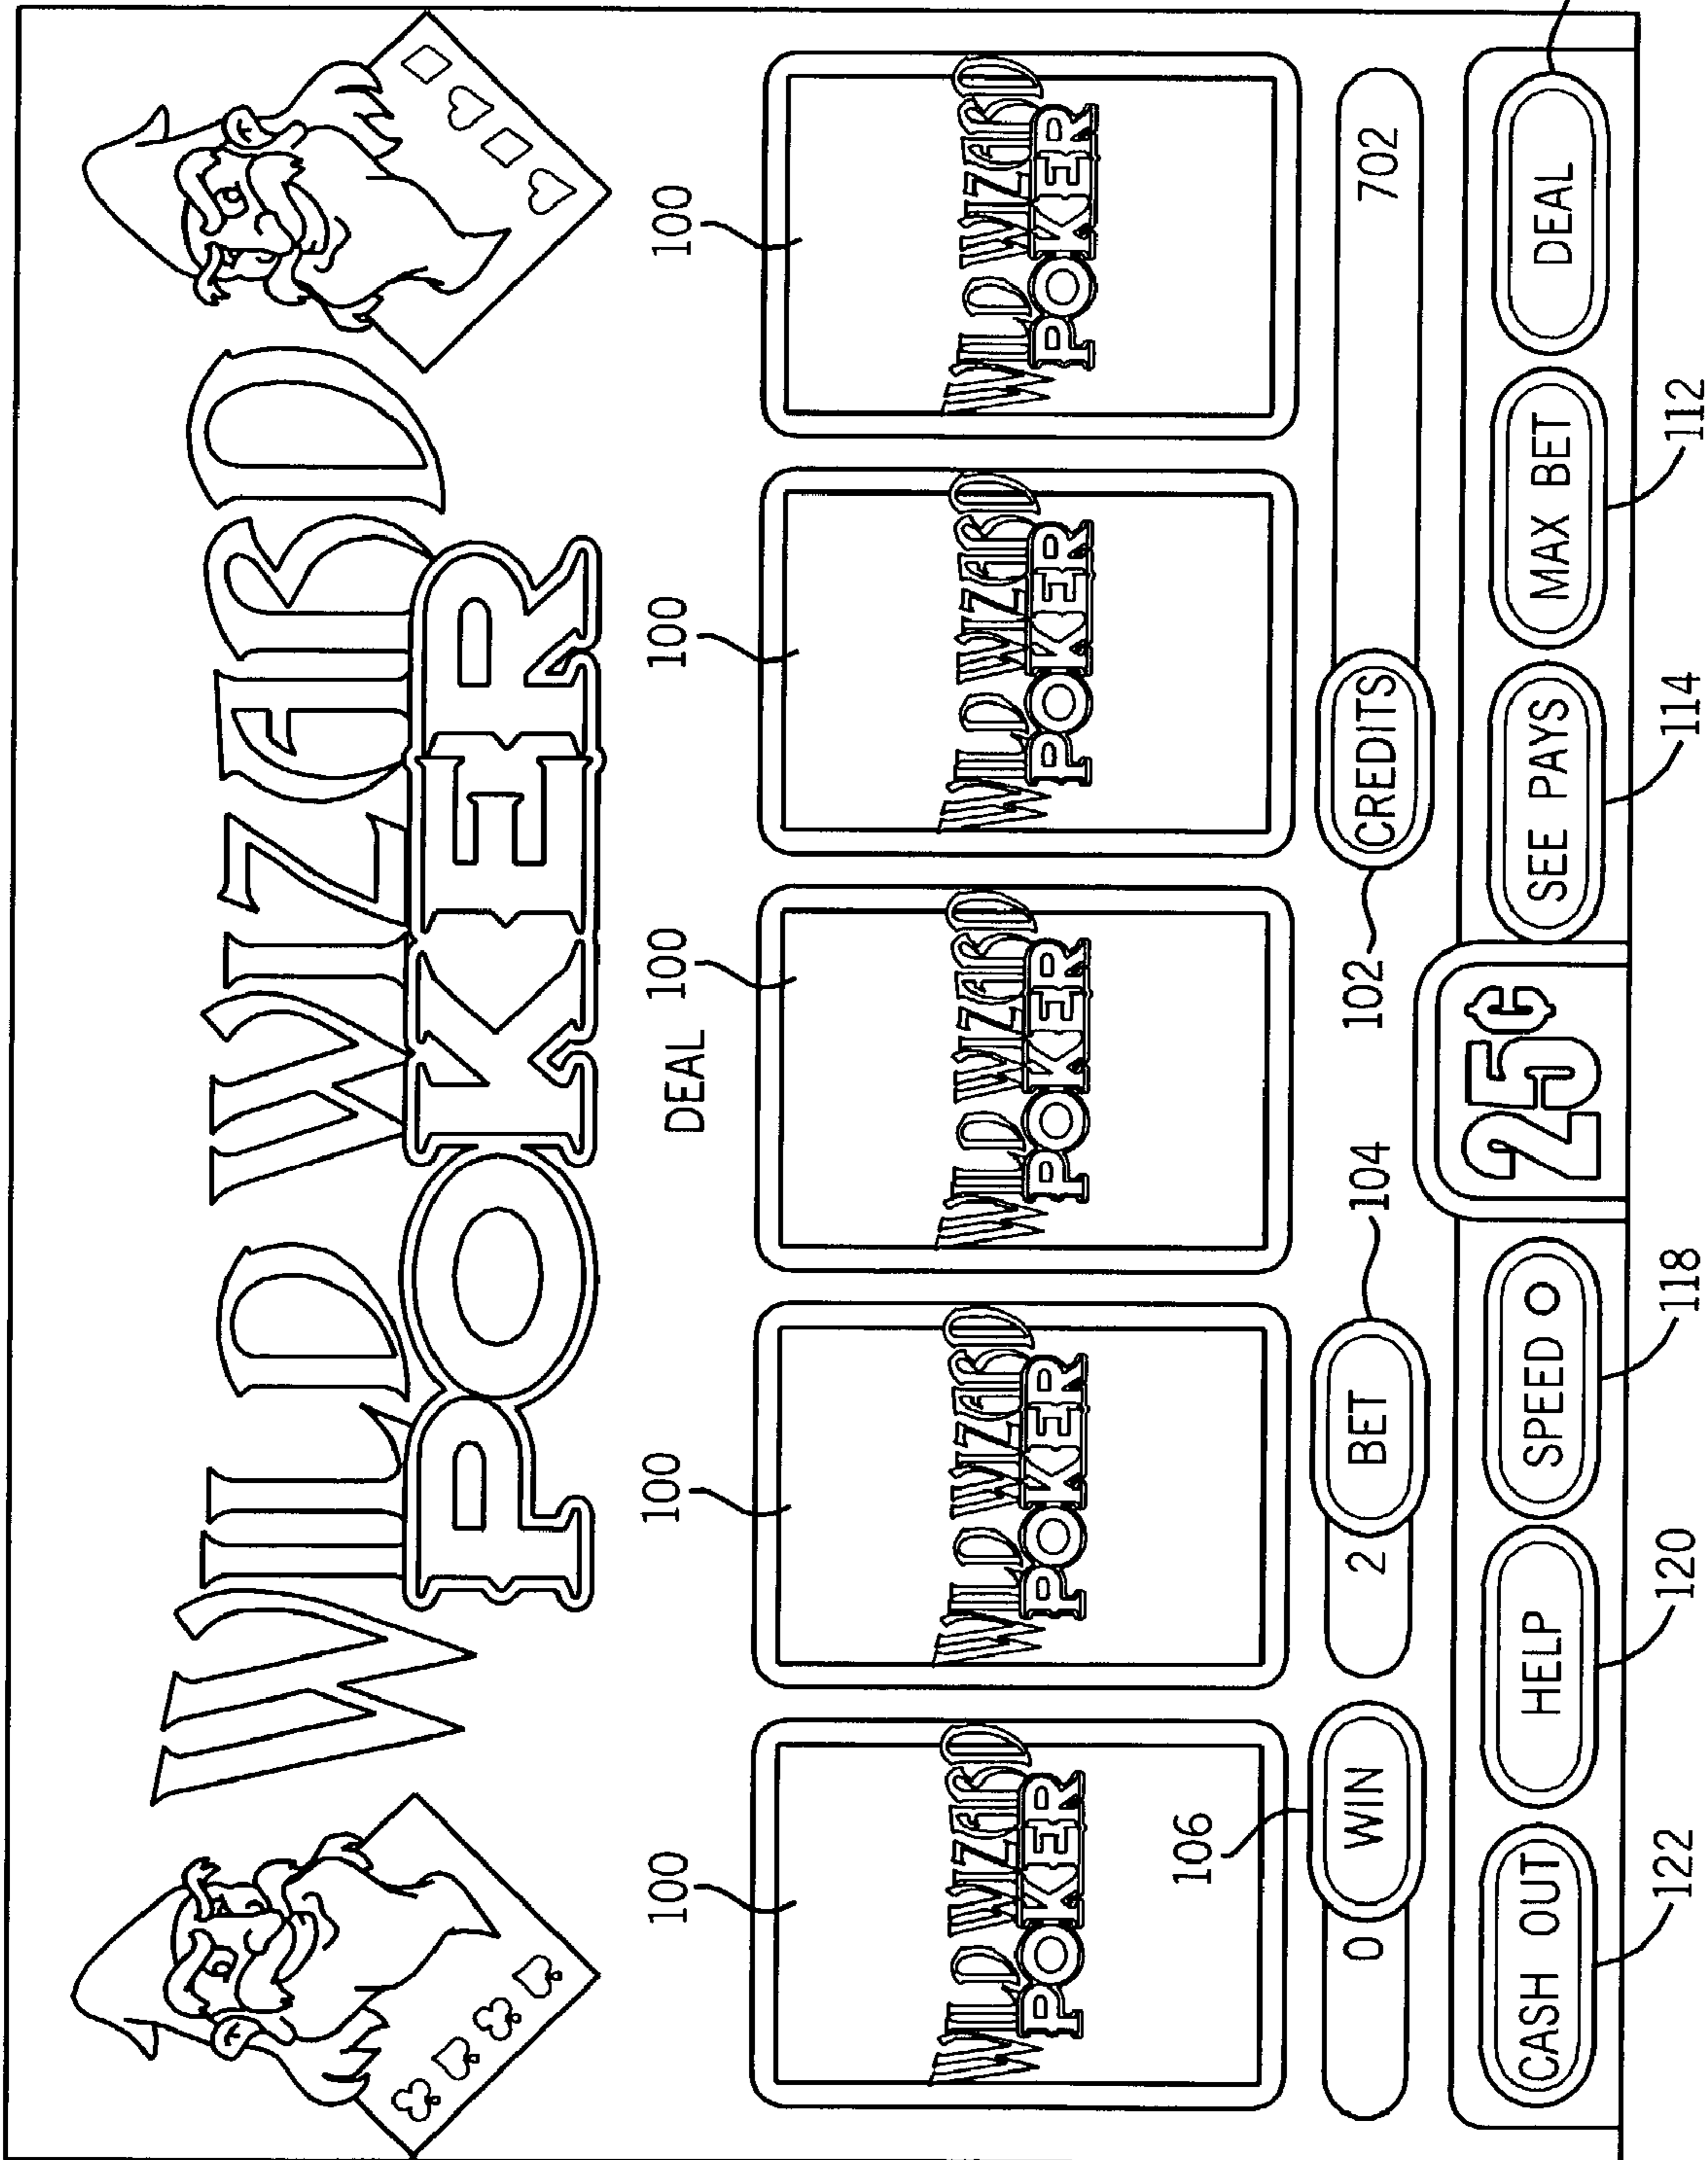 WILD WIZARD
POKER
DEAL
100 100 100 100 100
WILD WIZARD
POKER
WILD WIZARD
POKER
WILD WIZARD
POKER
WILD WIZARD
POKER
WILD WIZARD
POKER
106
0 WIN 2 BET 104 102 CREDITS 702
CASH OUT HELP SPEED O 25¢ SEE PAYS MAX BET DEAL
122 120 118 114 112